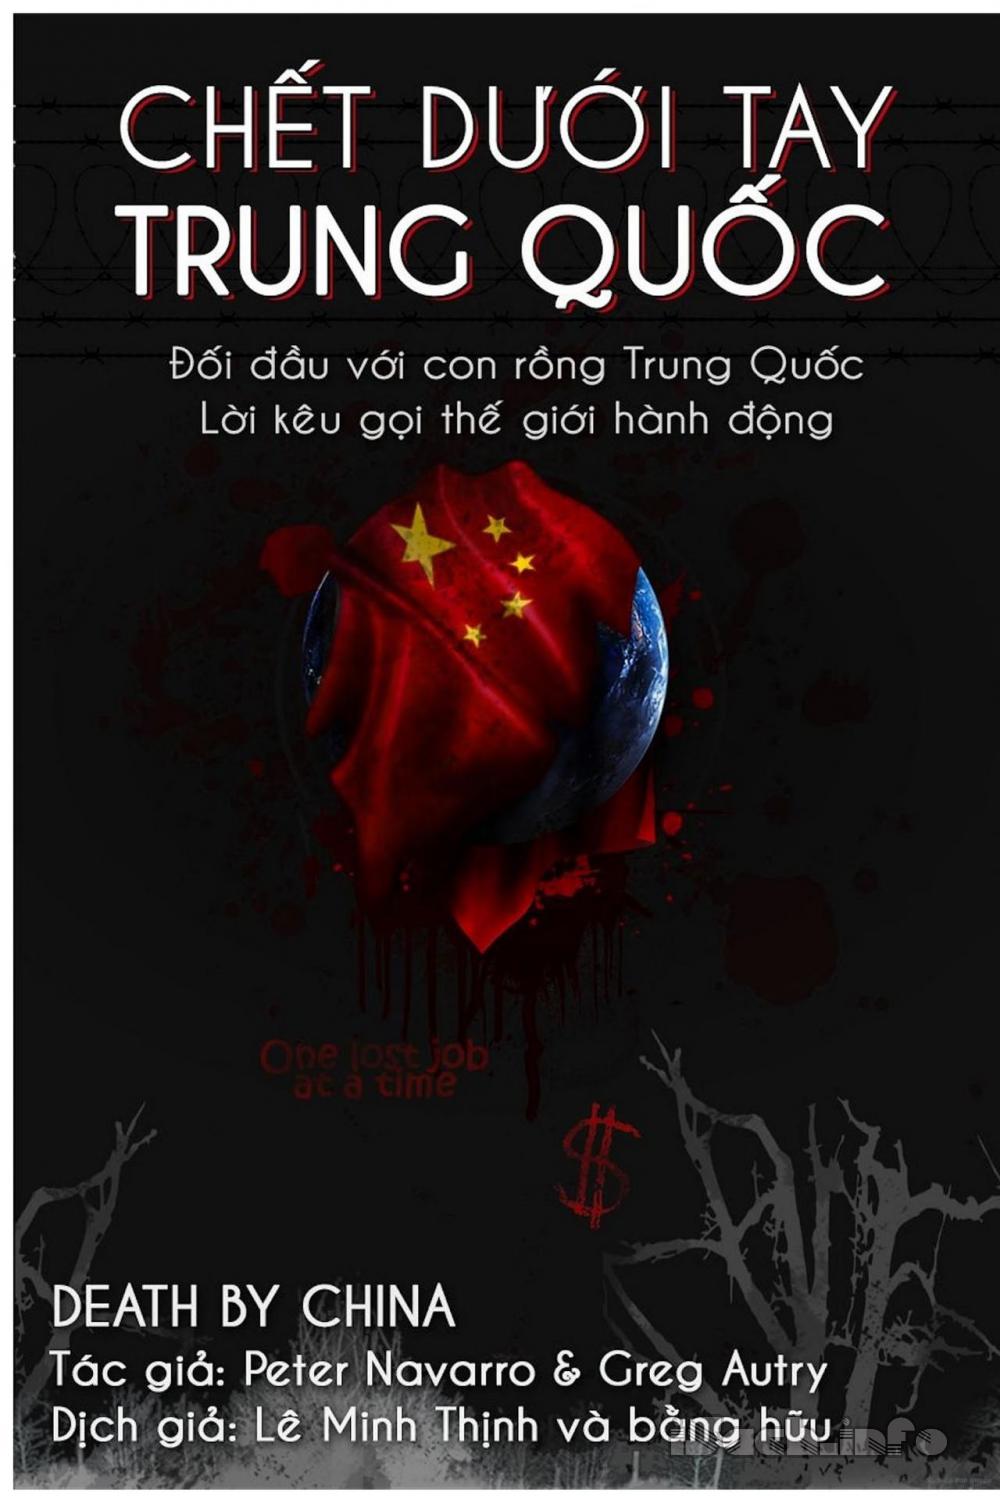 CHẾT DƯỚI TAY
TRUNG QUỐC
Đối đầu với con rồng Trung Quốc
Lời kêu gọi thế giới hành động
One lost job
at a time
$
DEATH BY CHINA
Tác giả: Peter Navarro & Greg Autry
Dịch giả: Lê Minh Thịnh và bằng hữu